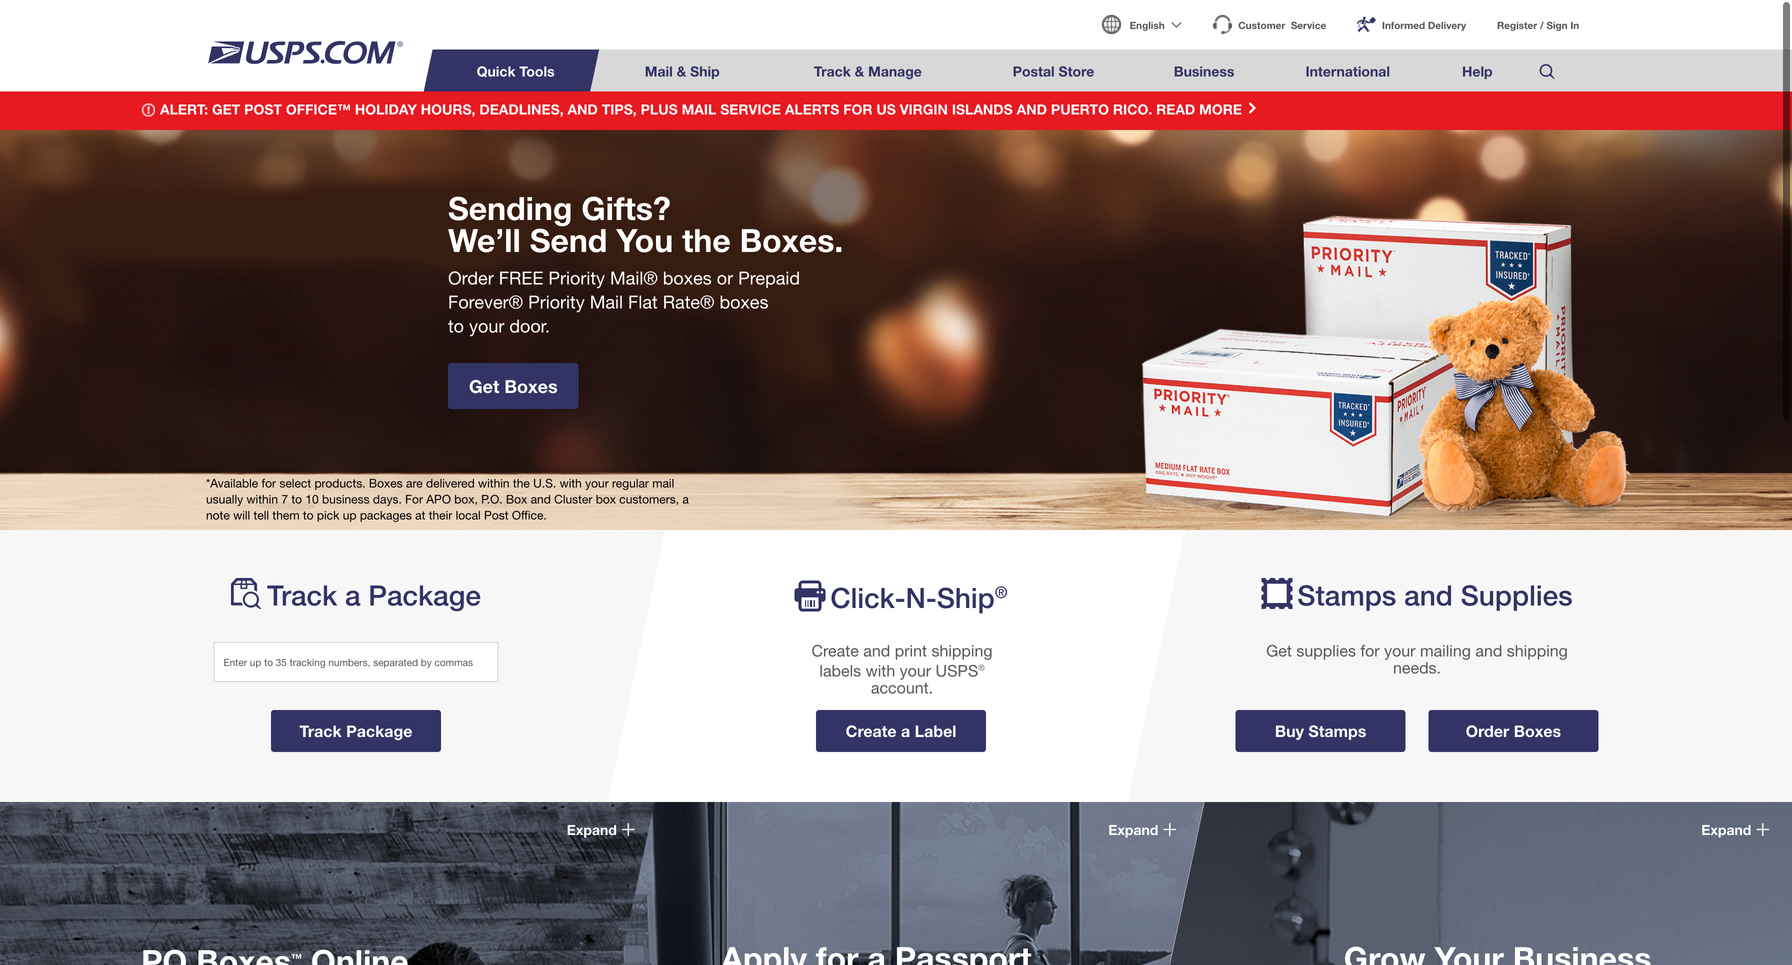 English
Customer Service
Informed Delivery
Register / Sign In
USPS.COM®
Quick Tools
Mail & Ship
Track & Manage
Postal Store
Business
International
Help
ALERT: GET POST OFFICE™ HOLIDAY HOURS, DEADLINES, AND TIPS, PLUS MAIL SERVICE ALERTS FOR US VIRGIN ISLANDS AND PUERTO RICO. READ MORE
Sending Gifts?
We'll Send You the Boxes.
Order FREE Priority Mail® boxes or Prepaid
Forever® Priority Mail Flat Rate® boxes
to your door.
Get Boxes
PRIORITY
★ MAIL ★
TRACKED
★ ★ ★
INSURED
★
PRIORITY
PRIORITY
★ MAIL ★
TRACKED
★ ★ ★
INSURED
★
PRIORITY
★ MAIL ★
MEDIUM FLAT RATE BOX
ONE RATE ★ ANY WEIGHT
*Available for select products. Boxes are delivered within the U.S. with your regular mail
usually within 7 to 10 business days. For APO box, P.O. Box and Cluster box customers, a
note will tell them to pick up packages at their local Post Office.
Track a Package
Enter up to 35 tracking numbers, separated by commas
Track Package
Click-N-Ship®
Create and print shipping
labels with your USPS®
account.
Create a Label
Stamps and Supplies
Get supplies for your mailing and shipping
needs.
Buy Stamps
Order Boxes
Expand
Expand
Expand
PO Boxes™ Online
Apply for a Passport
Grow Your Business